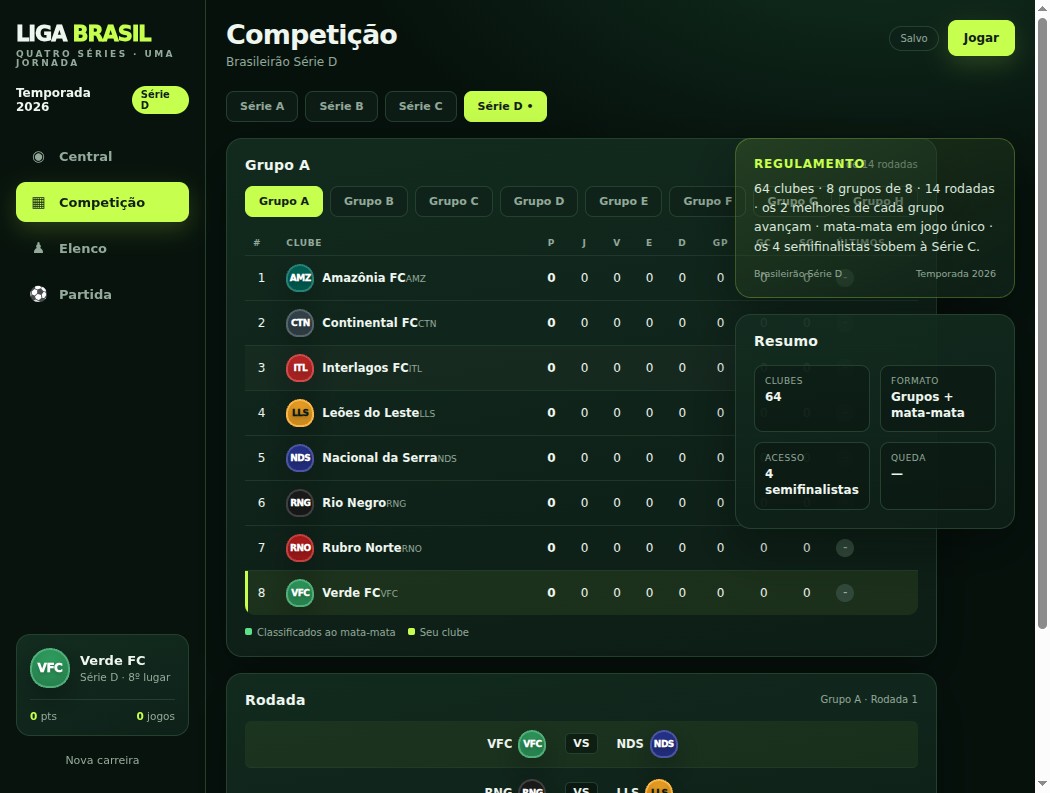 LIGA BRASIL
QUATRO SÉRIES · UMA
JORNADA
Temporada
2026
Série
D
Central
Competição
Elenco
Partida
VFC
Verde FC
Série D · 8º lugar
0 pts
0 jogos
Nova carreira
Competição
Brasileirão Série D
Salvo
Jogar
Série A
Série B
Série C
Série D •
Grupo A
14 rodadas
Grupo A
Grupo B
Grupo C
Grupo D
Grupo E
Grupo F
Grupo G
Grupo H
# CLUBE P J V E D GP
1 AMZ Amazônia FC AMZ 0 0 0 0 0 0 0 0 -
2 CTN Continental FC CTN 0 0 0 0 0 0 0 0
3 ITL Interlagos FC ITL 0 0 0 0 0 0
4 LLS Leões do Leste LLS 0 0 0 0 0 0
5 NDS Nacional da Serra NDS 0 0 0 0 0 0
6 RNG Rio Negro RNG 0 0 0 0 0 0
7 RNO Rubro Norte RNO 0 0 0 0 0 0 0 0 -
8 VFC Verde FC VFC 0 0 0 0 0 0 0 0 -
Classificados ao mata-mata
Seu clube
REGULAMENTO
64 clubes · 8 grupos de 8 · 14 rodadas
· os 2 melhores de cada grupo
avançam · mata-mata em jogo único ·
os 4 semifinalistas sobem à Série C.
Brasileirão Série D
Temporada 2026
Resumo
CLUBES
64
FORMATO
Grupos +
mata-mata
ACESSO
4
semifinalistas
QUEDA
—
Rodada
Grupo A · Rodada 1
VFC VFC VS NDS NDS
RNG RNG VS LLS LLS